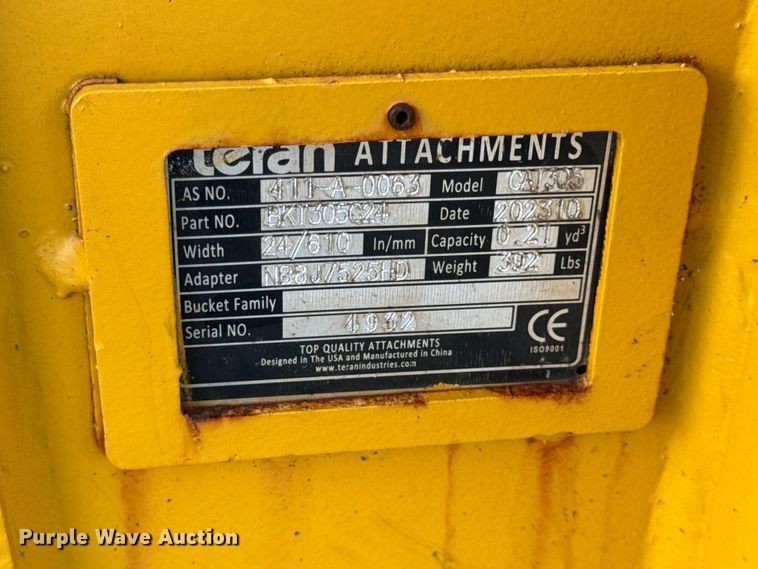 teran ATTACHMENTS
AS NO. 411-A-0063 Model CAT305
Part NO. BKT305C24 Date 202310
Width 24/610 In/mm Capacity 0.21 yd³
Adapter NB8J/525HD Weight 392 Lbs
Bucket Family
Serial NO. 4932 CE
ISO9001
TOP QUALITY ATTACHMENTS
Designed in The USA and Manufactured in China
www.teranindustries.com
Purple Wave Auction